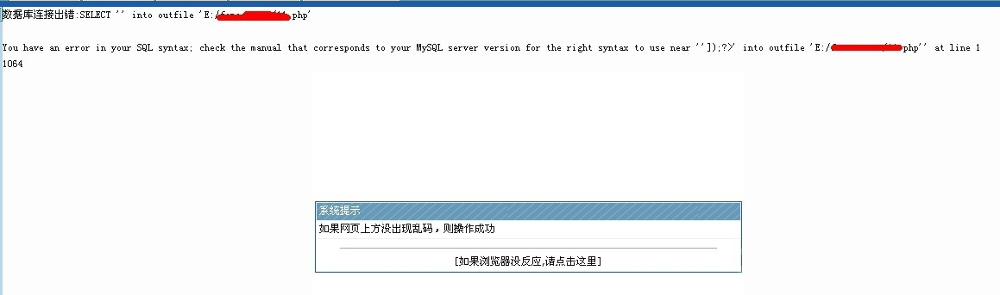 数据库连接出错:SELECT '' into outfile 'E:/ .php'
You have an error in your SQL syntax; check the manual that corresponds to your MySQL server version for the right syntax to use near '']);?>' into outfile 'E:/ php'' at line 1
1064
系统提示
如果网页上方没出现乱码，则操作成功
[如果浏览器没反应,请点击这里]